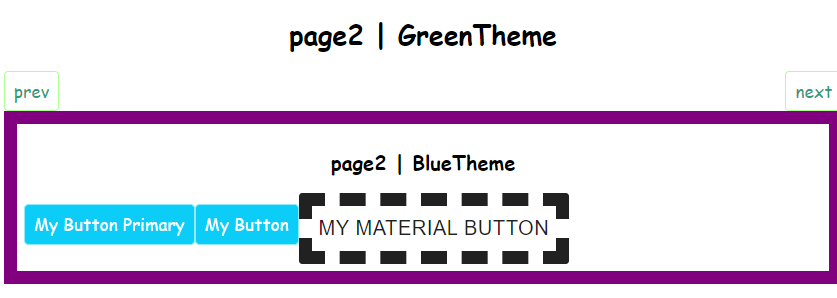 page2 | GreenTheme
prev next
page2 | BlueTheme
My Button Primary My Button MY MATERIAL BUTTON